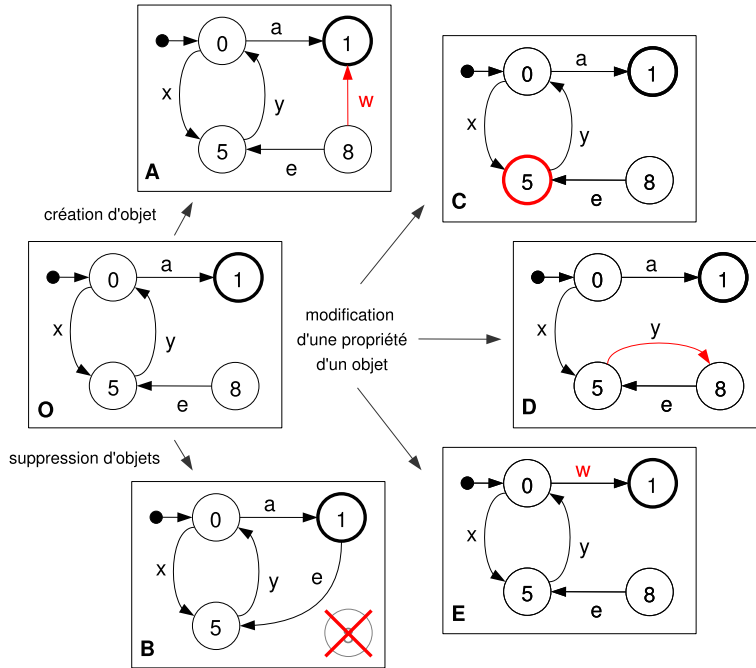 0
a
1
x
y
w
5
e
8
A
création d'objet
0
a
1
x
y
5
e
8
C
0
a
1
x
y
5
e
8
O
modification
d'une propriété
d'un objet
0
a
1
x
y
5
e
8
D
suppression d'objets
0
a
1
x
y
e
5
B
0
w
1
x
y
5
e
8
E